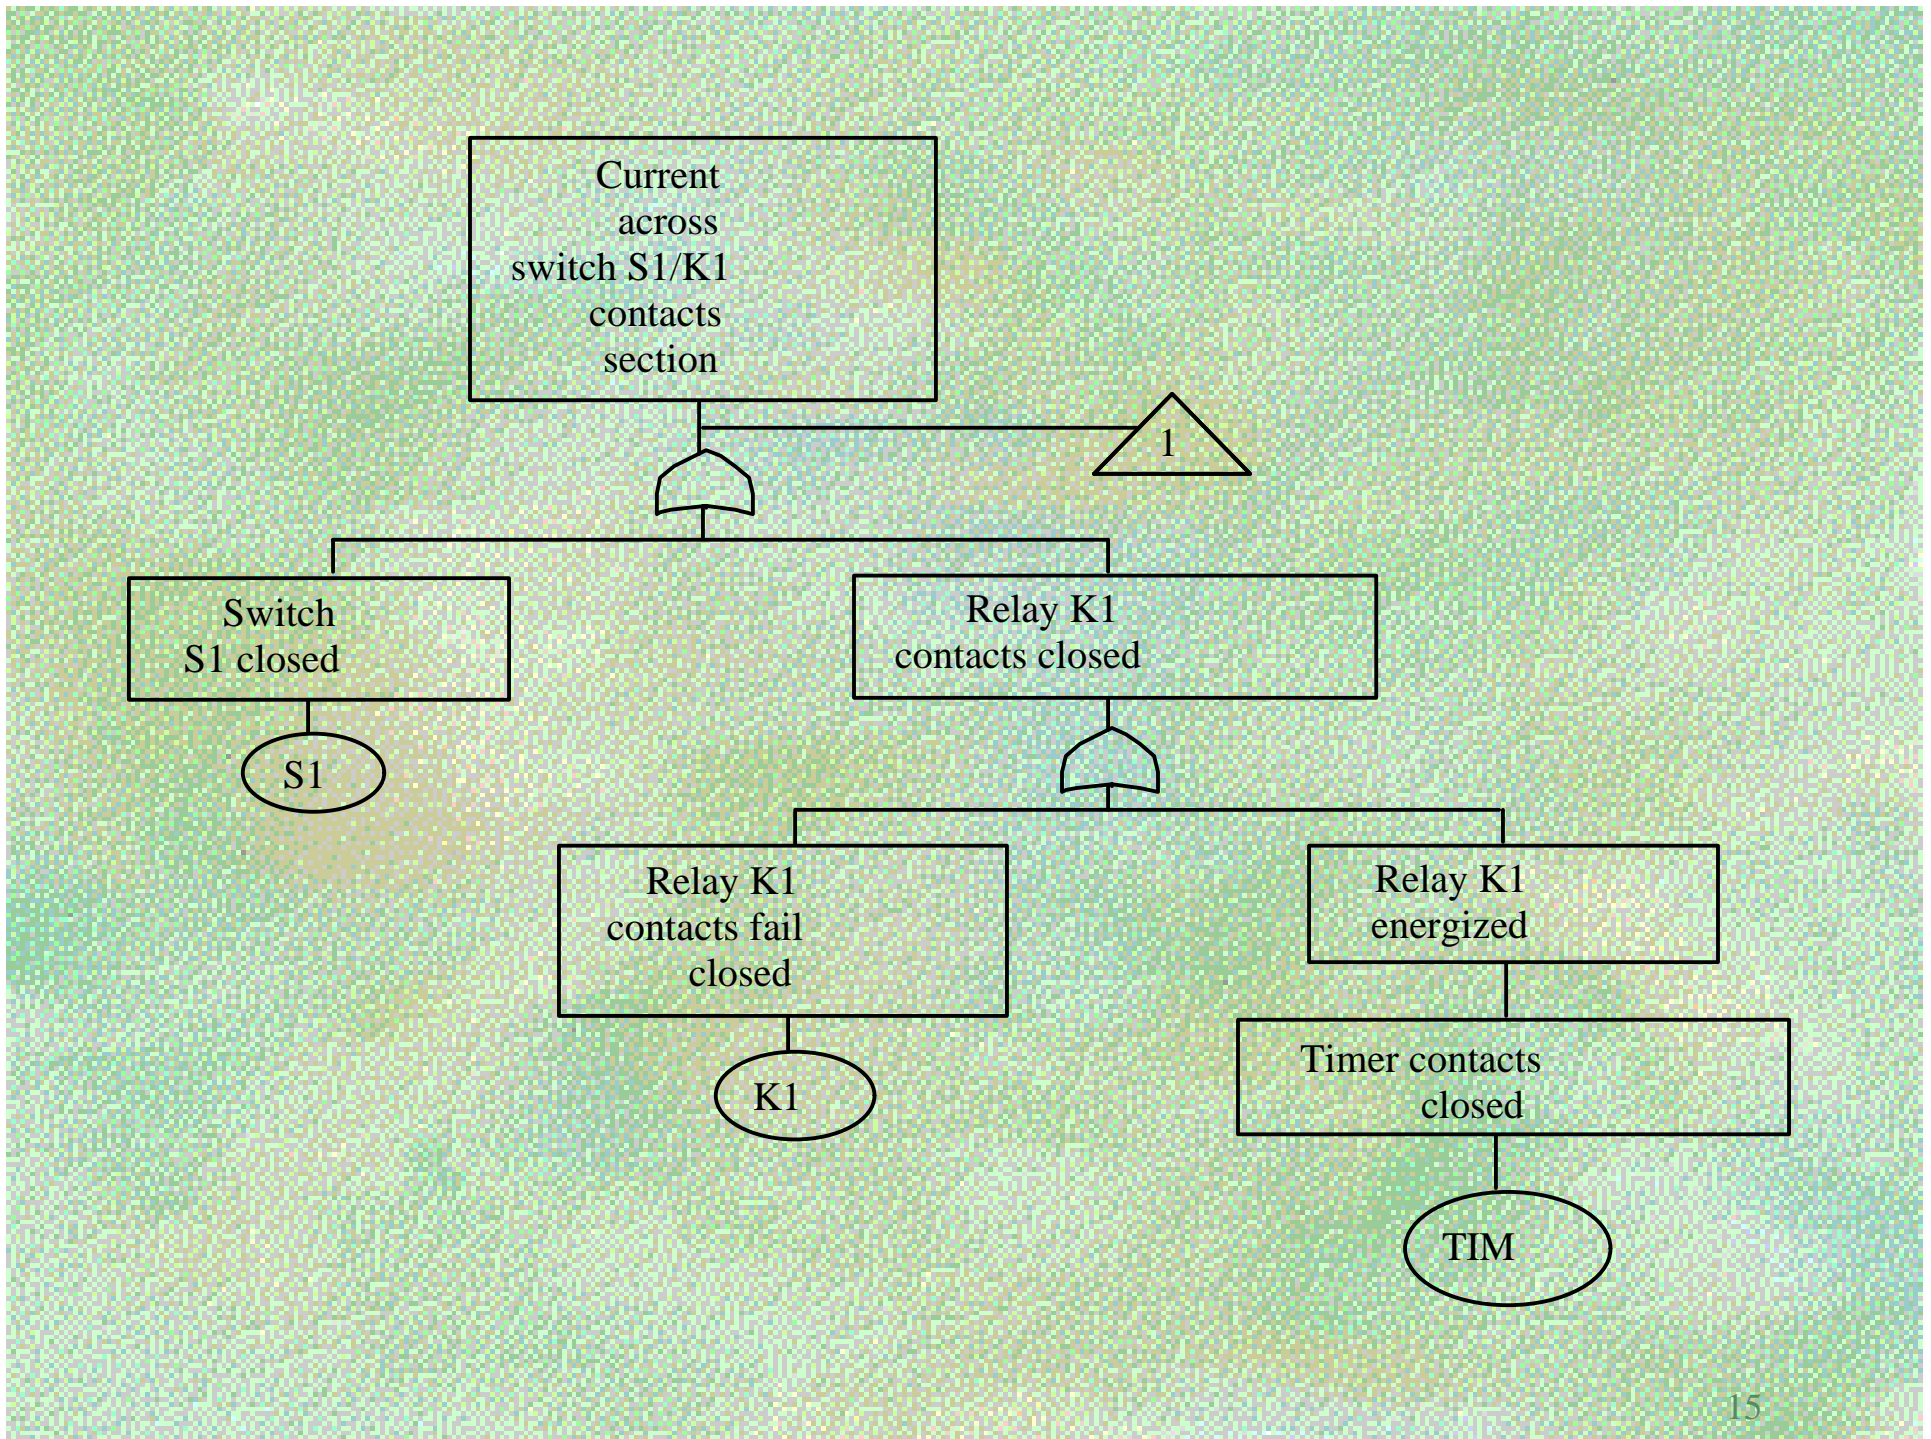 Current
across
switch S1/K1
contacts
section
1
Switch
S1 closed
Relay K1
contacts closed
S1
Relay K1
contacts fail
closed
Relay K1
energized
K1
Timer contacts
closed
TIM
15